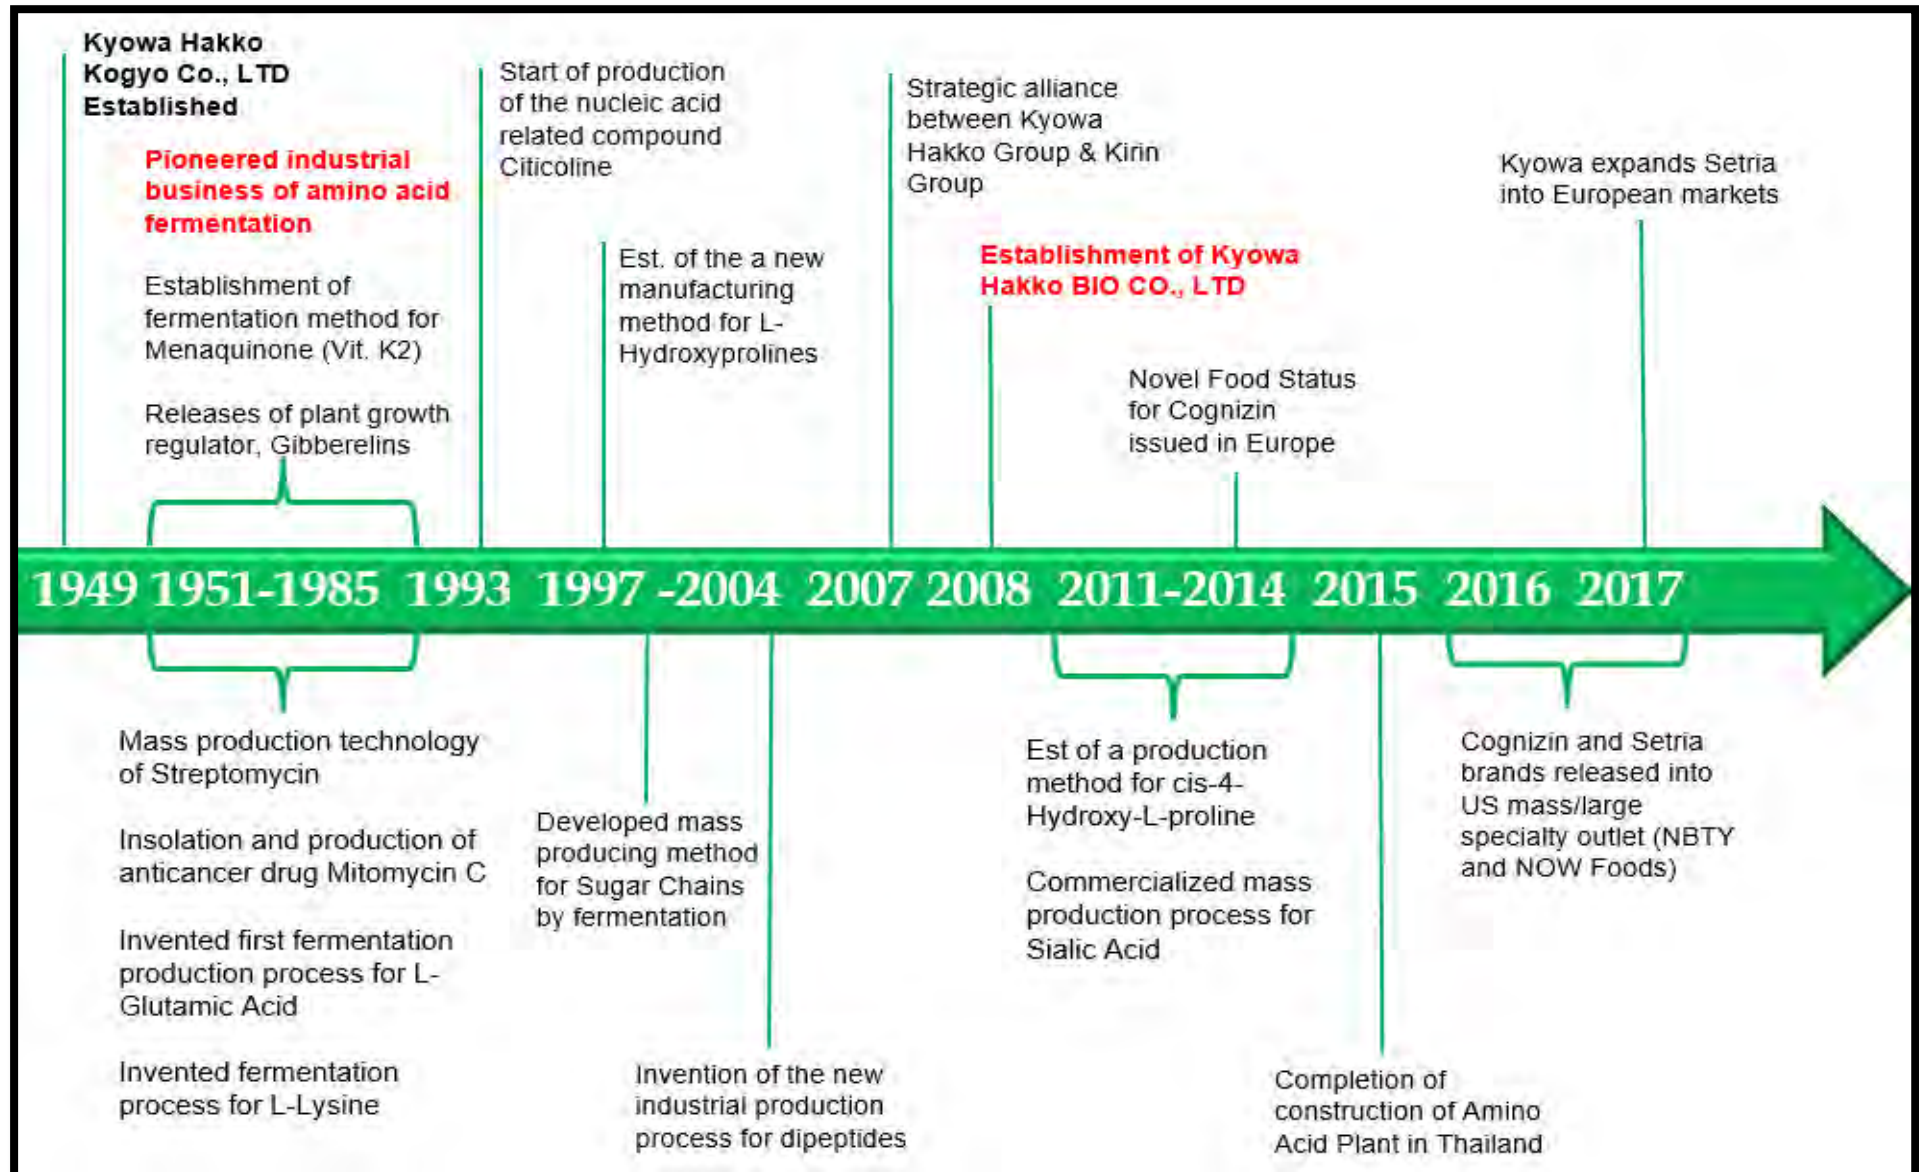 Kyowa Hakko
Kogyo Co., LTD
Established
Pioneered industrial
business of amino acid
fermentation
Establishment of
fermentation method for
Menaquinone (Vit. K2)
Releases of plant growth
regulator, Gibberelins
Start of production
of the nucleic acid
related compound
Citicoline
Est. of the a new
manufacturing
method for L-
Hydroxyprolines
Strategic alliance
between Kyowa
Hakko Group & Kirin
Group
Establishment of Kyowa
Hakko BIO CO., LTD
Novel Food Status
for Cognizin
issued in Europe
Kyowa expands Setria
into European markets
1949 1951-1985 1993 1997 -2004 2007 2008 2011-2014 2015 2016 2017
Mass production technology
of Streptomycin
Insolation and production of
anticancer drug Mitomycin C
Invented first fermentation
production process for L-
Glutamic Acid
Invented fermentation
process for L-Lysine
Developed mass
producing method
for Sugar Chains
by fermentation
Invention of the new
industrial production
process for dipeptides
Est of a production
method for cis-4-
Hydroxy-L-proline
Commercialized mass
production process for
Sialic Acid
Completion of
construction of Amino
Acid Plant in Thailand
Cognizin and Setria
brands released into
US mass/large
specialty outlet (NBTY
and NOW Foods)